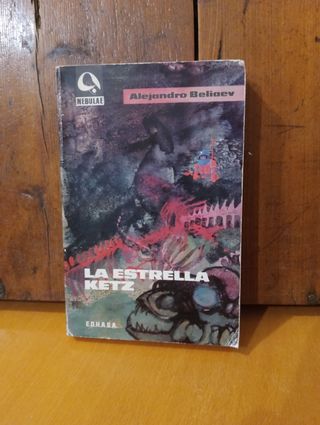 NEBULAE
Alejandro Beliaev
LA ESTRELLA
KETZ
E.D.H.A.S.A.